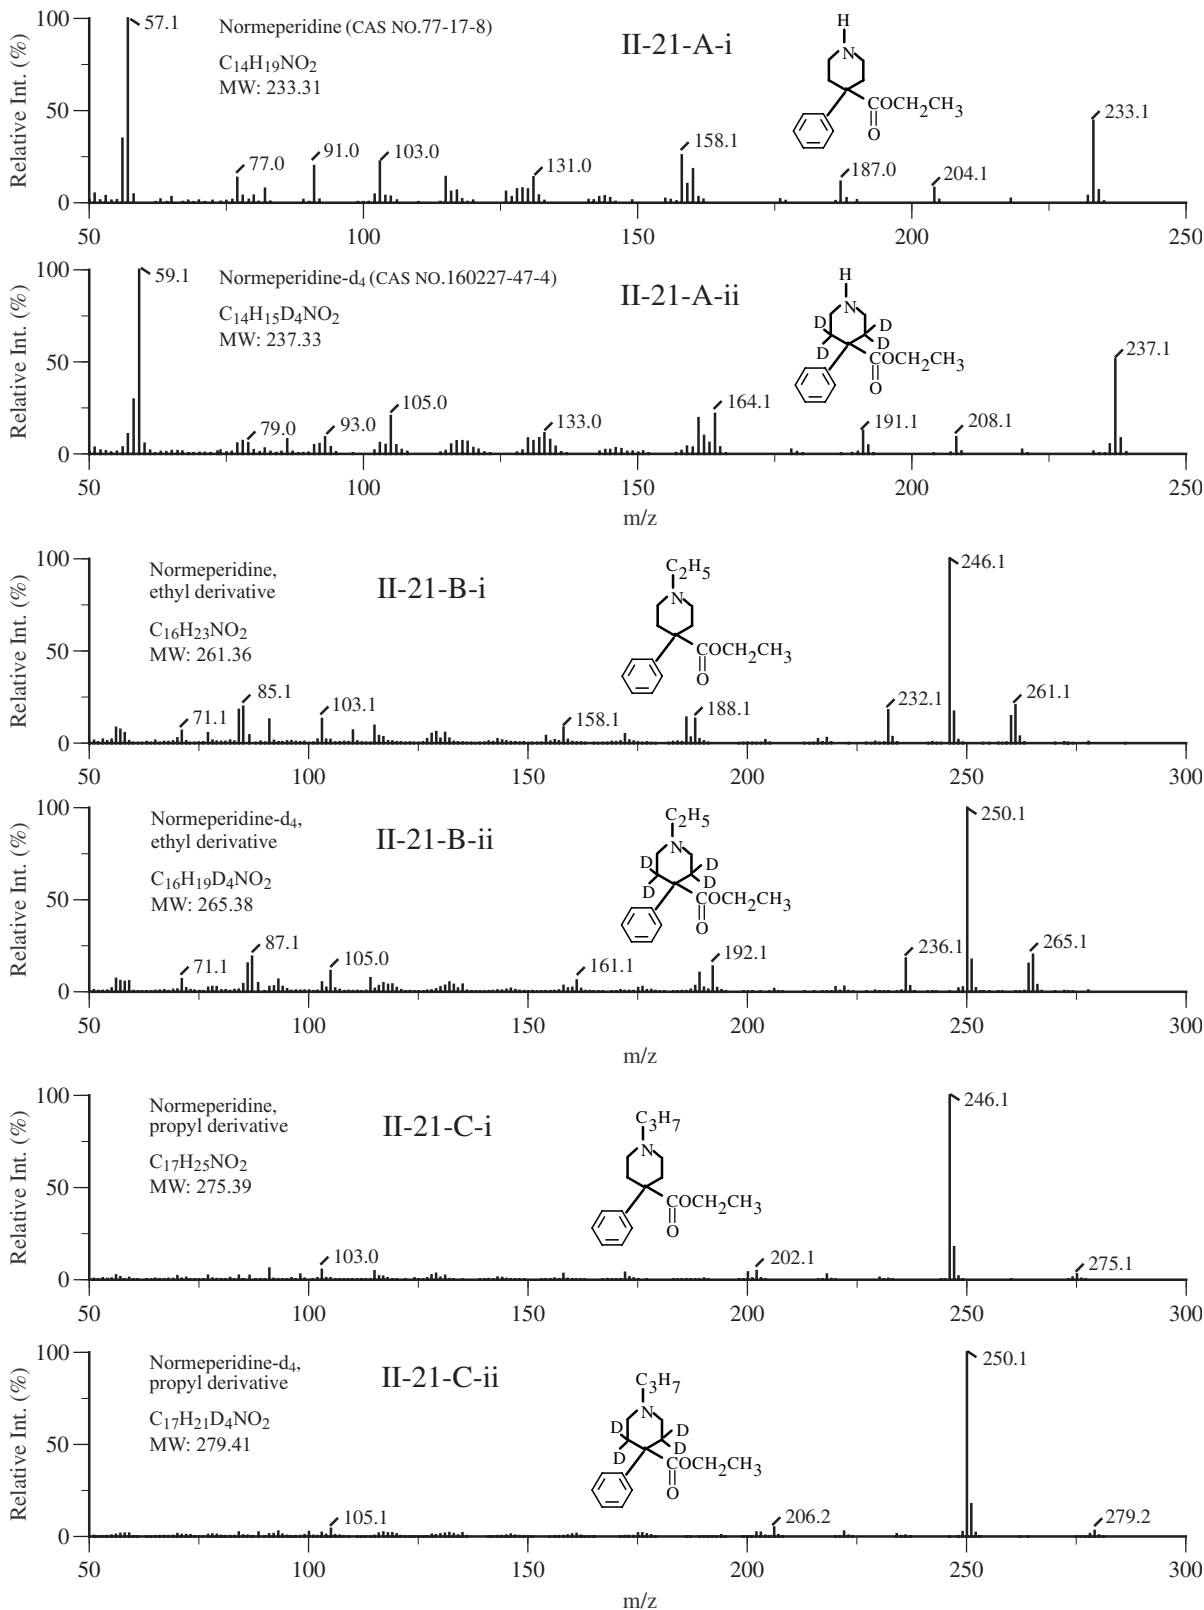 Relative Int. (%)
100
50
0
57.1
Normeperidine (CAS NO.77-17-8)
C14H19NO2
MW: 233.31
II-21-A-i
H
N
COCH2CH3
O
77.0
91.0
103.0
131.0
158.1
187.0
204.1
233.1
50
100
150
200
250
Relative Int. (%)
100
50
0
59.1
Normeperidine-d4 (CAS NO.160227-47-4)
C14H15D4NO2
MW: 237.33
II-21-A-ii
H
N
D
D
D
D
COCH2CH3
O
79.0
93.0
105.0
133.0
164.1
191.1
208.1
237.1
50
100
150
200
250
m/z
Relative Int. (%)
100
50
0
Normeperidine,
ethyl derivative
C16H23NO2
MW: 261.36
II-21-B-i
C2H5
N
COCH2CH3
O
71.1
85.1
103.1
158.1
188.1
232.1
246.1
261.1
50
100
150
200
250
300
Relative Int. (%)
100
50
0
Normeperidine-d4,
ethyl derivative
C16H19D4NO2
MW: 265.38
II-21-B-ii
C2H5
N
D
D
D
D
COCH2CH3
O
71.1
87.1
105.0
161.1
192.1
236.1
250.1
265.1
50
100
150
200
250
300
m/z
Relative Int. (%)
100
50
0
Normeperidine,
propyl derivative
C17H25NO2
MW: 275.39
II-21-C-i
C3H7
N
COCH2CH3
O
103.0
202.1
246.1
275.1
50
100
150
200
250
300
Relative Int. (%)
100
50
0
Normeperidine-d4,
propyl derivative
C17H21D4NO2
MW: 279.41
II-21-C-ii
C3H7
N
D
D
D
D
COCH2CH3
O
105.1
206.2
250.1
279.2
50
100
150
200
250
300
m/z